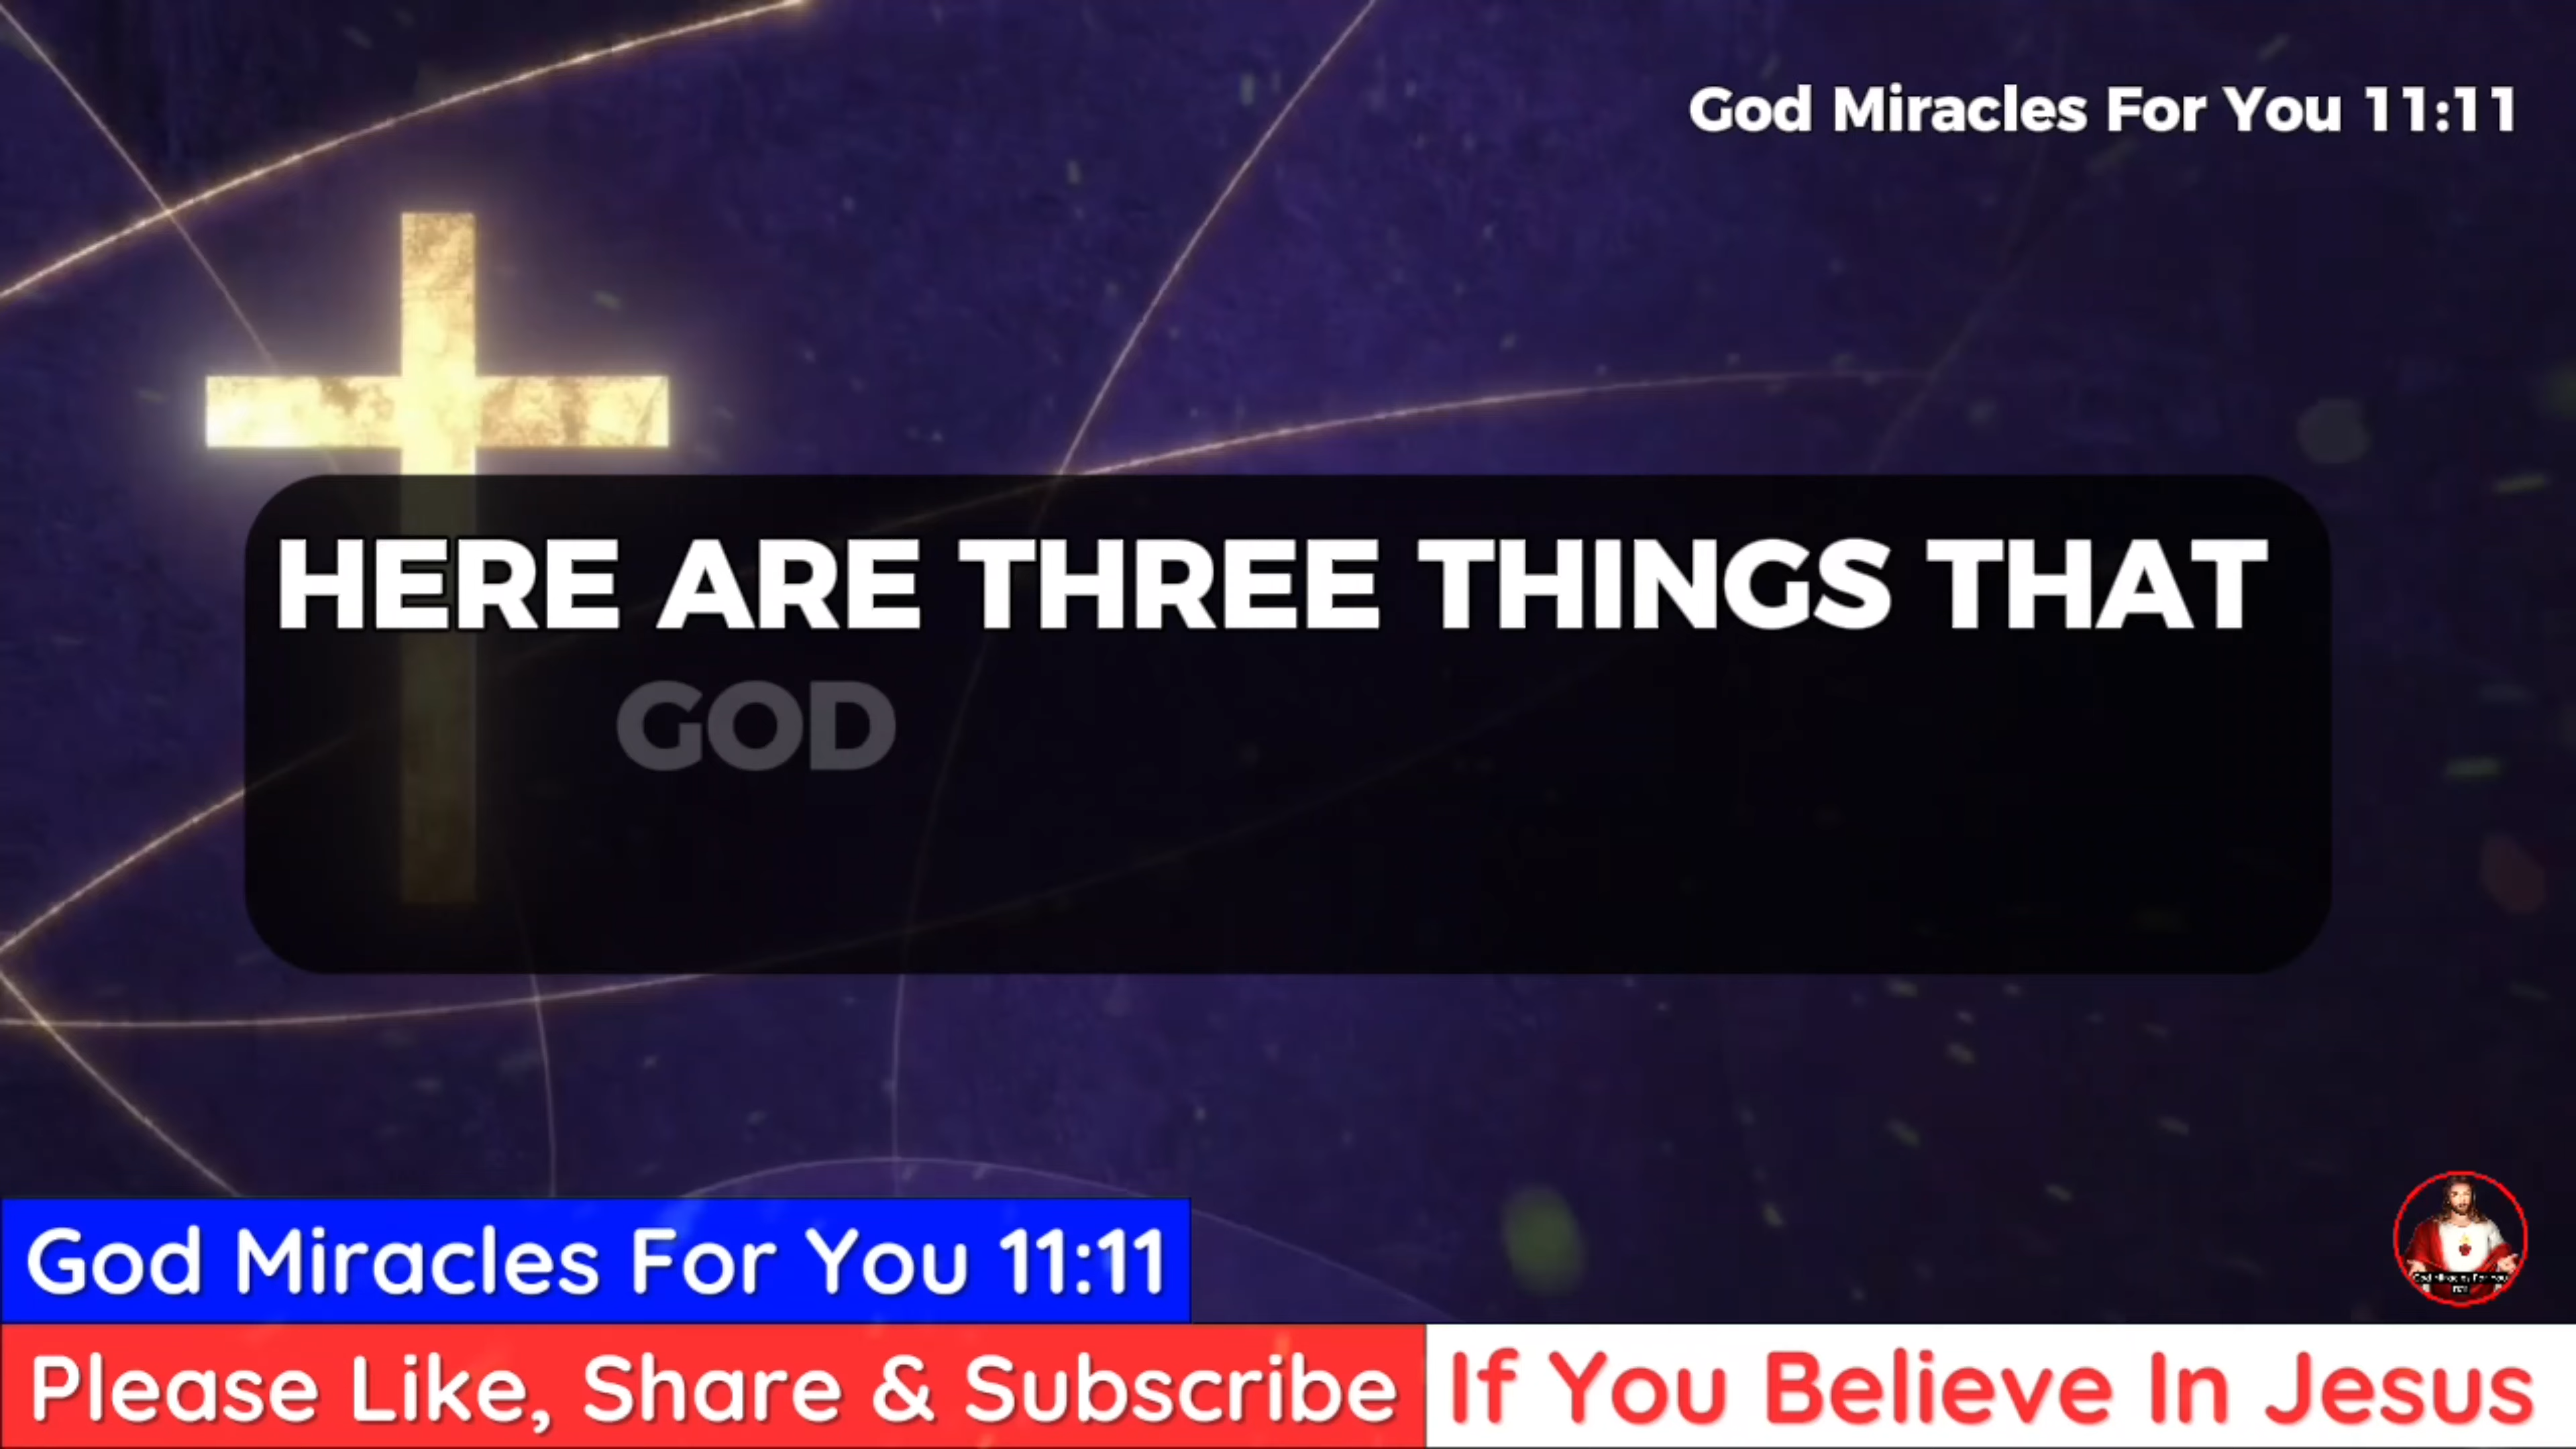 God Miracles For You 11:11
HERE ARE THREE THINGS THAT
GOD
God Miracles For You 11:11
Please Like, Share & Subscribe
If You Believe In Jesus